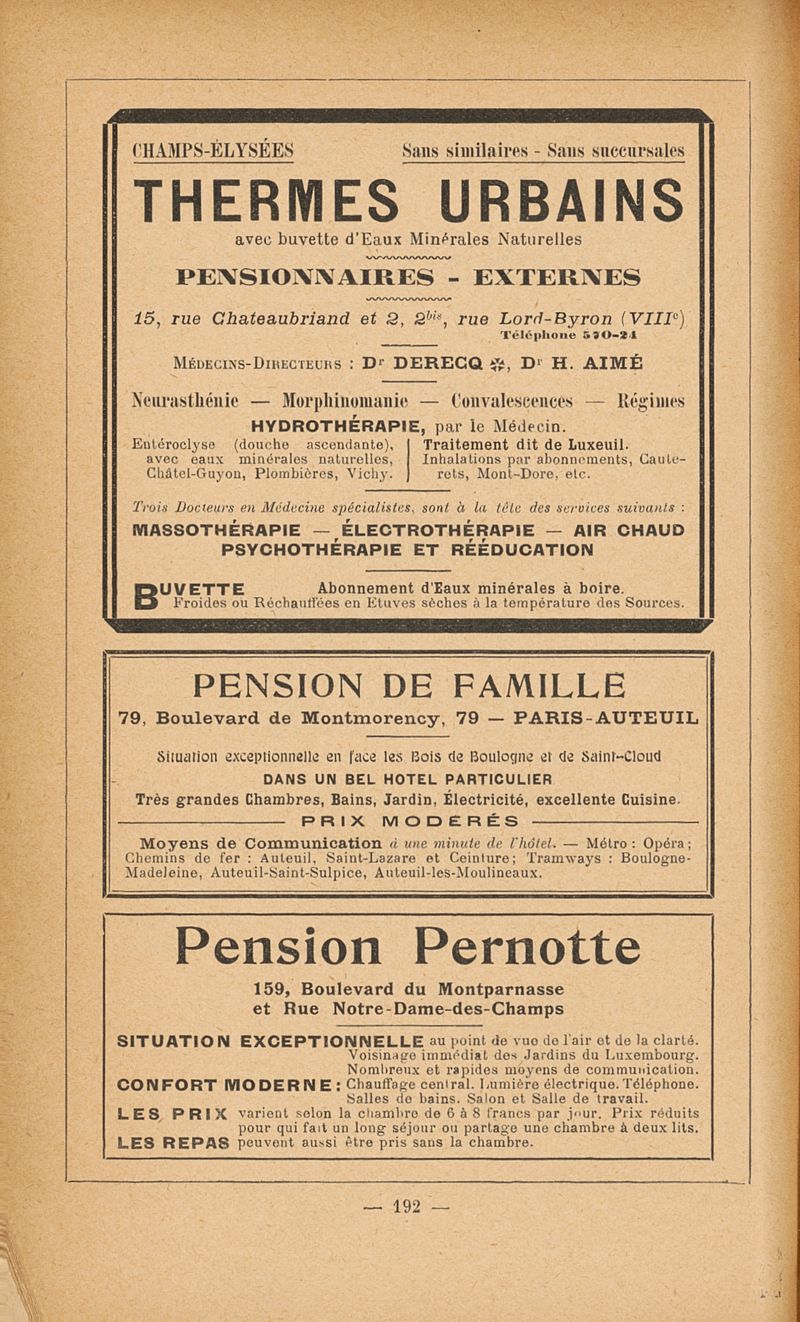 CHAMPS-ÉLYSÉES Sans similaires - Sans succursales
THERMES URBAINS
avec buvette d'Eaux Minérales Naturelles
PENSIONNAIRES - EXTERNES
15, rue Chateaubriand et 2, 2bis, rue Lord-Byron (VIIIe)
Téléphone 570-24
MÉDECINS-DIRECTEURS : Dr DERECQ ✲, Dr H. AIMÉ
Neurasthénie — Morphinomanie — Convalescences — Régimes
HYDROTHÉRAPIE, par le Médecin.
Entéroclyse (douche ascendante),
avec eaux minérales naturelles,
Châtel-Guyon, Plombières, Vichy.
Traitement dit de Luxeuil.
Inhalations par abonnements, Caute-
rets, Mont-Dore, etc.
Trois Docteurs en Médecine spécialistes, sont à la tête des services suivants :
MASSOTHÉRAPIE — ÉLECTROTHÉRAPIE — AIR CHAUD
PSYCHOTHÉRAPIE ET RÉÉDUCATION
BUVETTE Abonnement d'Eaux minérales à boire.
Froides ou Réchauffées en Etuves sèches à la température des Sources.
PENSION DE FAMILLE
79, Boulevard de Montmorency, 79 — PARIS-AUTEUIL
Situation exceptionnelle en face les Bois de Boulogne et de Saint-Cloud
DANS UN BEL HOTEL PARTICULIER
Très grandes Chambres, Bains, Jardin, Électricité, excellente Cuisine.
PRIX MODÉRÉS
Moyens de Communication à une minute de l'hôtel. — Métro : Opéra;
Chemins de fer : Auteuil, Saint-Lazare et Ceinture; Tramways : Boulogne-
Madeleine, Auteuil-Saint-Sulpice, Auteuil-les-Moulineaux.
Pension Pernotte
159, Boulevard du Montparnasse
et Rue Notre-Dame-des-Champs
SITUATION EXCEPTIONNELLE au point de vue de l'air et de la clarté.
Voisinage immédiat des Jardins du Luxembourg.
Nombreux et rapides moyens de communication.
CONFORT MODERNE: Chauffage central. Lumière électrique. Téléphone.
Salles de bains. Salon et Salle de travail.
LES PRIX varient selon la chambre de 6 à 8 francs par jour. Prix réduits
pour qui fait un long séjour ou partage une chambre à deux lits.
LES REPAS peuvent aussi être pris sans la chambre.
— 192 —